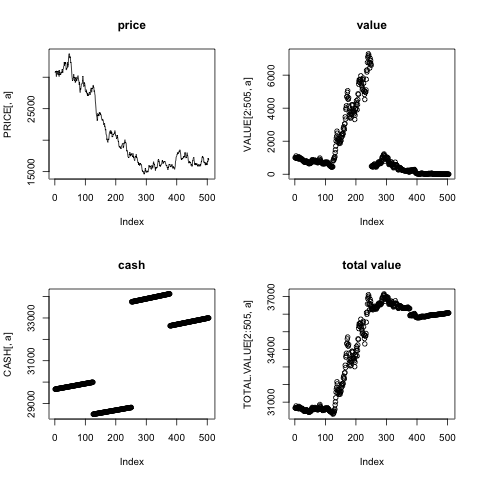 price
PRICE[, a]
15000
25000
0 100 200 300 400 500
Index
value
VALUE[2:505, a]
0 2000 4000 6000
0 100 200 300 400 500
Index
cash
CASH[, a]
29000 31000 33000
0 100 200 300 400 500
Index
total value
TOTAL.VALUE[2:505, a]
31000 34000 37000
0 100 200 300 400 500
Index